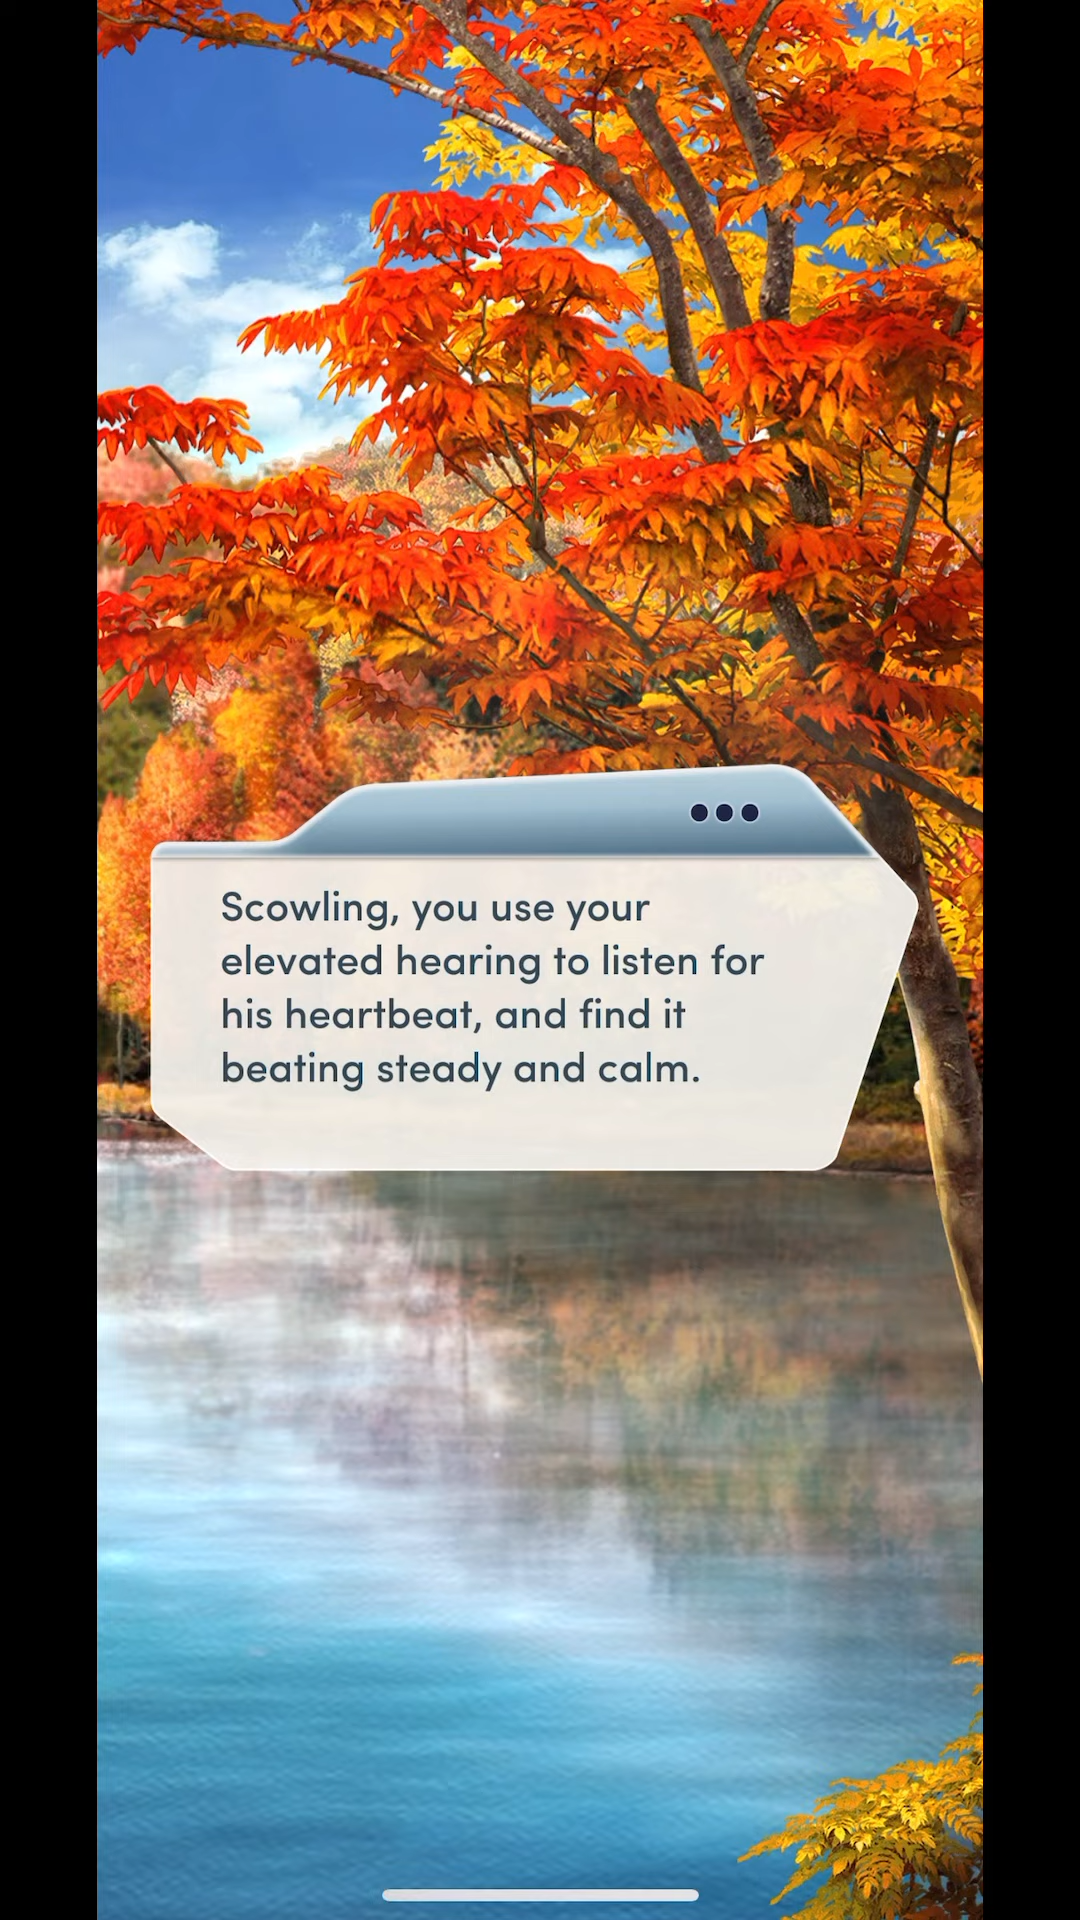 Scowling, you use your
elevated hearing to listen for
his heartbeat, and find it
beating steady and calm.